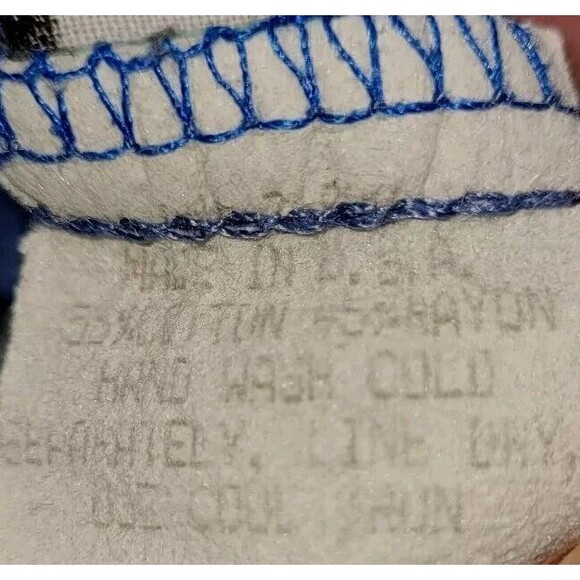 MADE IN U.S.A.
55%COTTON 45%RAYON
HAND WASH COLD
SEPARATELY. LINE DRY,
USE COOL IRON